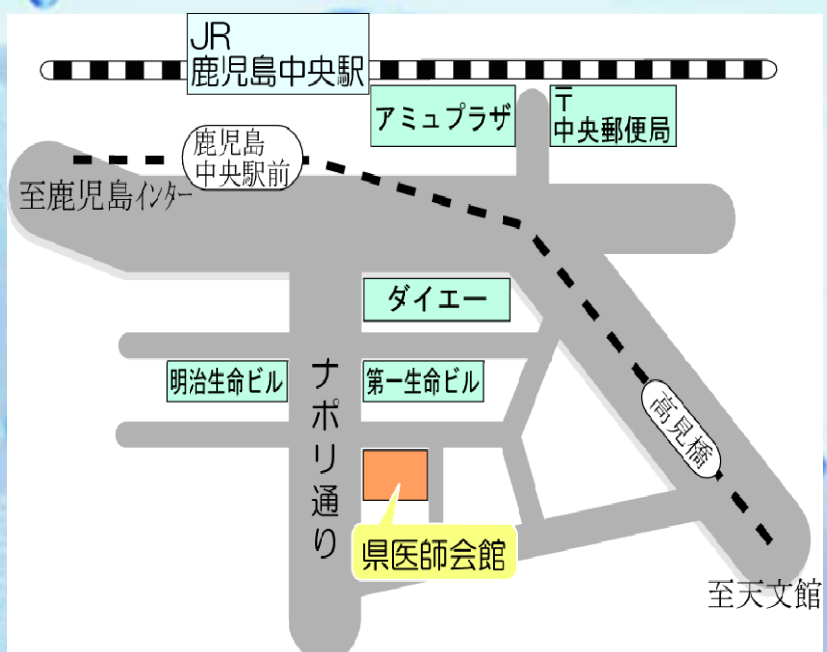 JR
鹿児島中央駅
アミュプラザ
〒
中央郵便局
鹿児島
中央駅前
至鹿児島インター
ダイエー
明治生命ビル
ナポリ通り
第一生命ビル
高見橋
県医師会館
至天文館